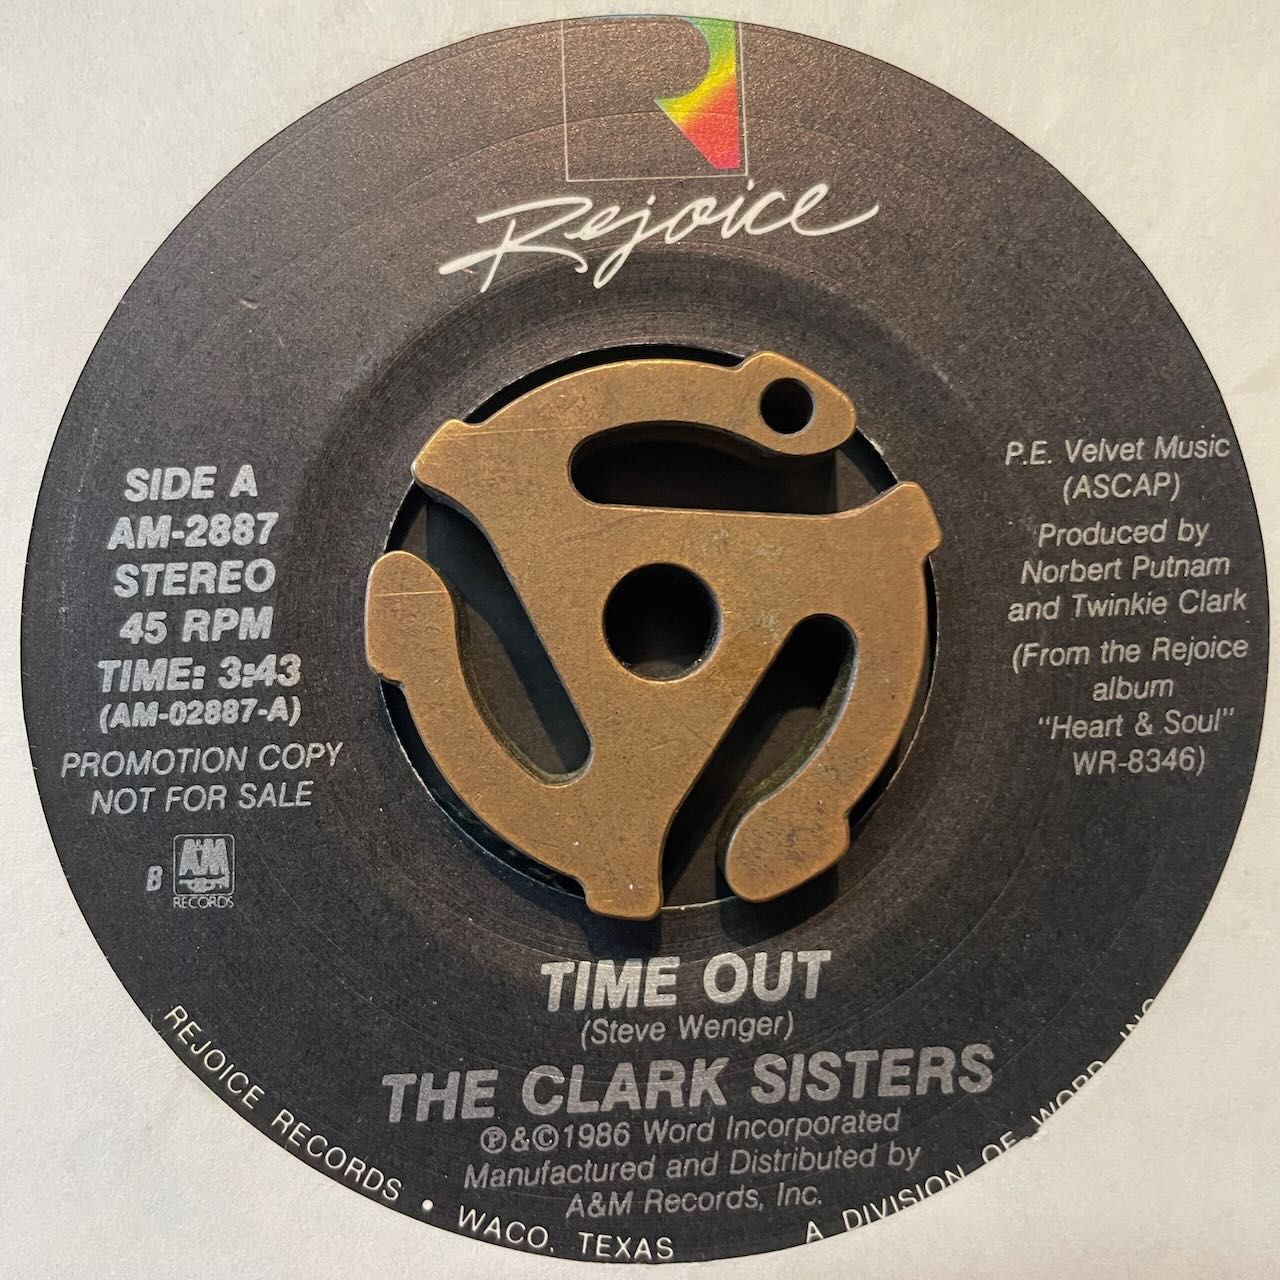 Rejoice
SIDE A
AM-2887
STEREO
45 RPM
TIME: 3:43
(AM-02887-A)
PROMOTION COPY
NOT FOR SALE
B
A&M
RECORDS
P.E. Velvet Music
(ASCAP)
Produced by
Norbert Putnam
and Twinkie Clark
(From the Rejoice
album
"Heart & Soul"
WR-8346)
TIME OUT
(Steve Wenger)
THE CLARK SISTERS
℗&©1986 Word Incorporated
Manufactured and Distributed by
A&M Records, Inc.
REJOICE RECORDS • WACO, TEXAS
A DIVISION OF WORD, INC